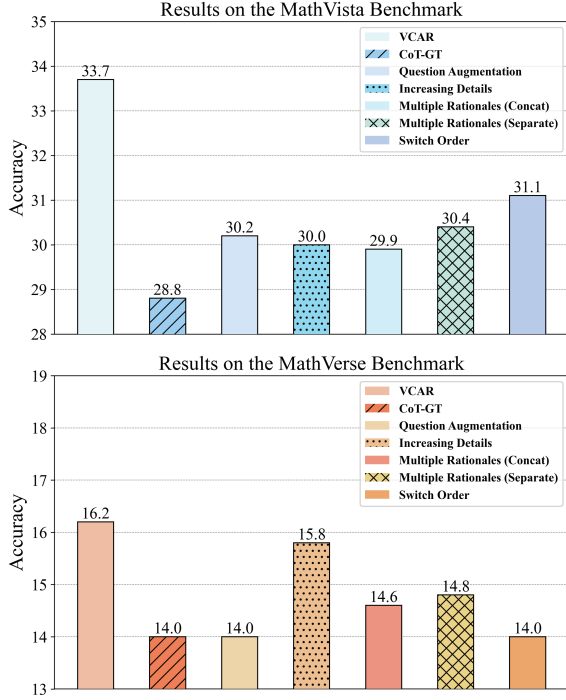 Results on the MathVista Benchmark
35
34
33
32
31
30
29
28
Accuracy
33.7
28.8
30.2
30.0
29.9
30.4
31.1
VCAR
CoT-GT
Question Augmentation
Increasing Details
Multiple Rationales (Concat)
Multiple Rationales (Separate)
Switch Order
Results on the MathVerse Benchmark
19
18
17
16
15
14
13
Accuracy
16.2
14.0
14.0
15.8
14.6
14.8
14.0
VCAR
CoT-GT
Question Augmentation
Increasing Details
Multiple Rationales (Concat)
Multiple Rationales (Separate)
Switch Order